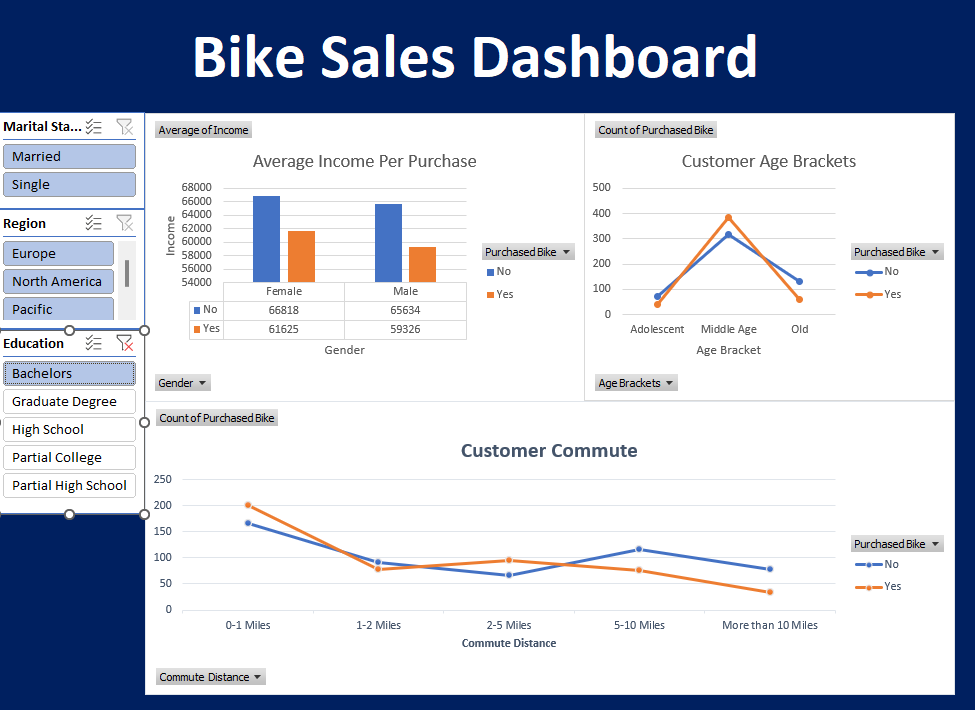 Bike Sales Dashboard
Marital Sta...
Married
Single
Region
Europe
North America
Pacific
Education
Bachelors
Graduate Degree
High School
Partial College
Partial High School
Average of Income
Average Income Per Purchase
68000
66000
64000
62000
60000
58000
56000
54000
Income
Female Male
No 66818 65634
Yes 61625 59326
Gender
Purchased Bike
No
Yes
Gender
Count of Purchased Bike
Customer Age Brackets
500
400
300
200
100
0
Adolescent Middle Age Old
Age Bracket
Purchased Bike
No
Yes
Age Brackets
Count of Purchased Bike
Customer Commute
250
200
150
100
50
0
0-1 Miles 1-2 Miles 2-5 Miles 5-10 Miles More than 10 Miles
Commute Distance
Purchased Bike
No
Yes
Commute Distance